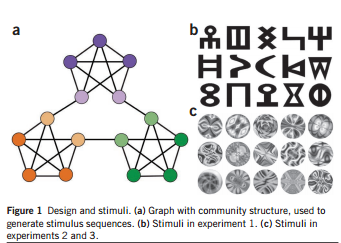 a
b
c
Figure 1 Design and stimuli. (a) Graph with community structure, used to
generate stimulus sequences. (b) Stimuli in experiment 1. (c) Stimuli in
experiments 2 and 3.